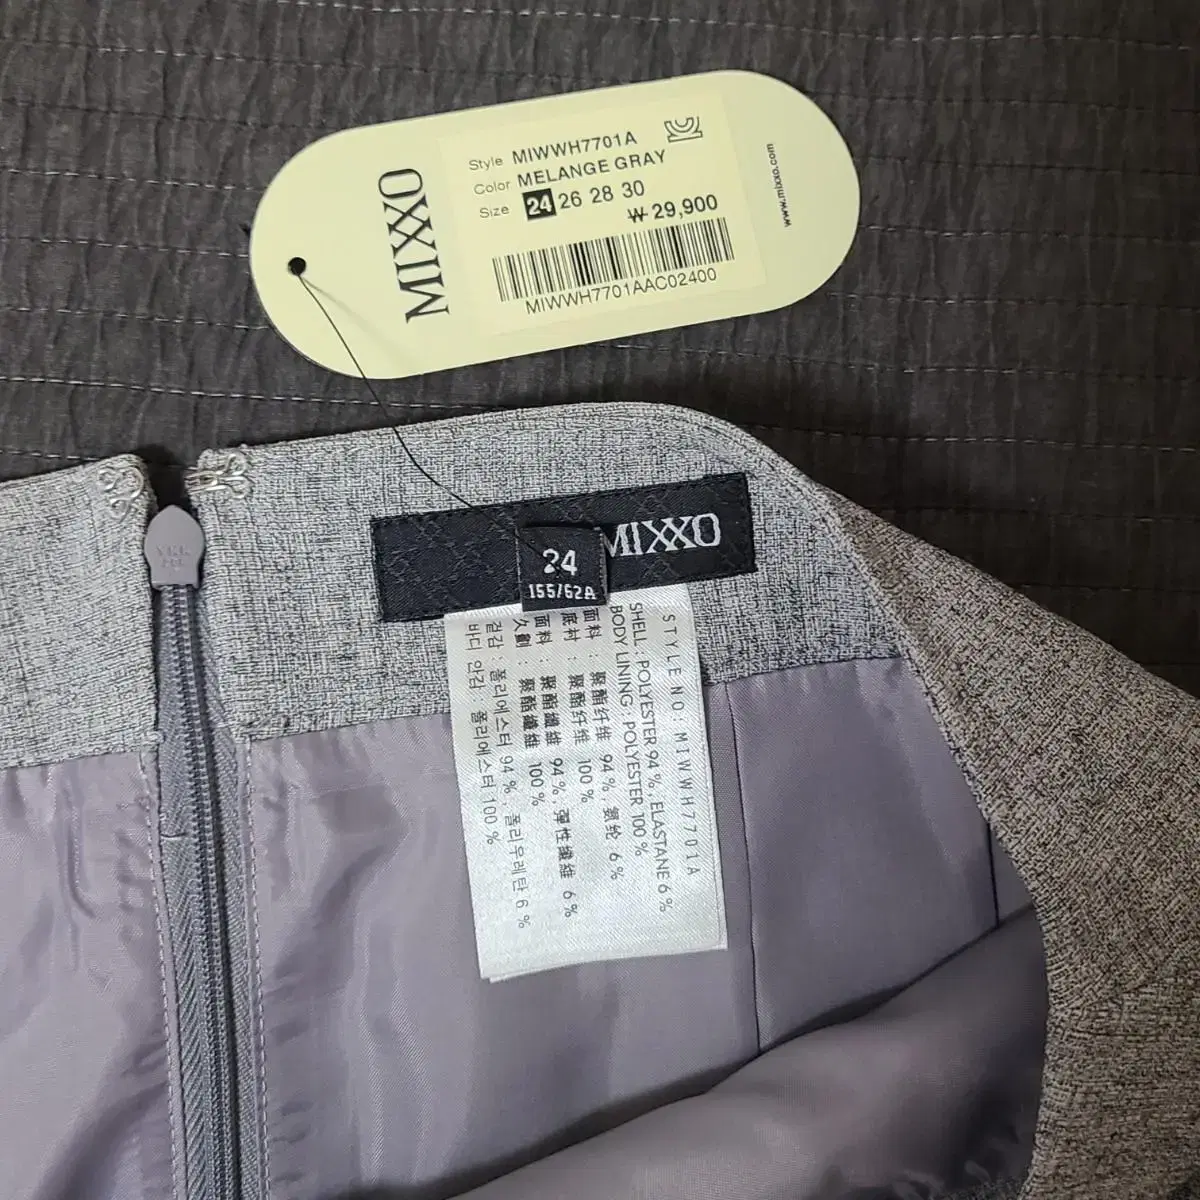 MIXXO
Style MIWWH7701A
Color MELANGE GRAY
Size 24 26 28 30
₩ 29,900
MIWWH7701AAC02400
www.mixxo.com
YKK
MIXXO
24
155/62A
STYLE NO: MIWWH7701A
SHELL : POLYESTER 94 %, ELASTANE 6 %
BODY LINING : POLYESTER 100 %
面料 : 聚酯纤维 94 % 氨纶 6 %
底衬 : 聚酯纤维 100 %
面料 : 聚酯纖維 94 %, 彈性纖維 6 %
聚酯纖維 100 %
겉감 : 폴리에스터 94 %, 폴리우레탄 6 %
바디 안감 : 폴리에스터 100 %